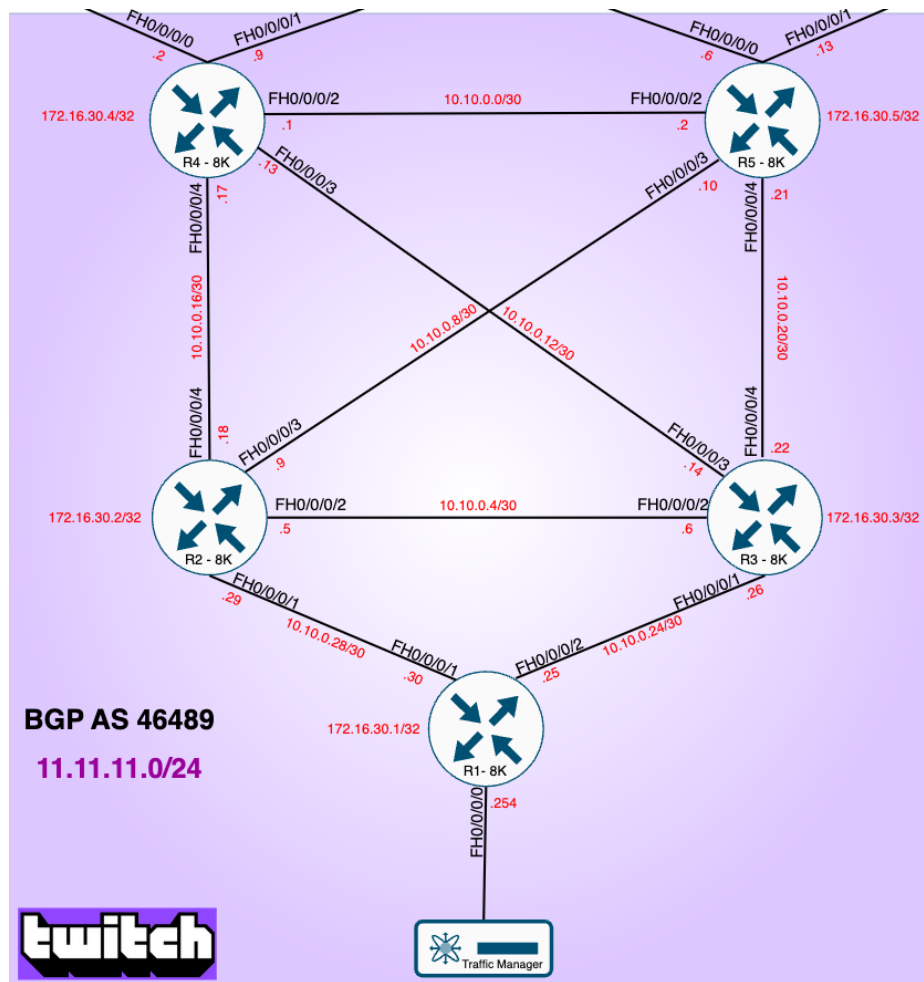 FH0/0/0/0
.2
FH0/0/0/1
.9
FH0/0/0/0
.6
FH0/0/0/1
.13
172.16.30.4/32
R4 - 8K
FH0/0/0/2
.1
10.10.0.0/30
FH0/0/0/2
.2
R5 - 8K
172.16.30.5/32
FH0/0/0/3
.13
FH0/0/0/3
.10
.17
FH0/0/0/4
.21
FH0/0/0/4
10.10.0.16/30
10.10.0.8/30
10.10.0.12/30
10.10.0.20/30
FH0/0/0/4
.18
FH0/0/0/3
.9
FH0/0/0/3
.14
FH0/0/0/4
.22
172.16.30.2/32
R2 - 8K
FH0/0/0/2
.5
10.10.0.4/30
FH0/0/0/2
.6
R3 - 8K
172.16.30.3/32
FH0/0/0/1
.29
10.10.0.28/30
FH0/0/0/1
.30
FH0/0/0/1
.26
10.10.0.24/30
FH0/0/0/2
.25
BGP AS 46489
11.11.11.0/24
172.16.30.1/32
R1- 8K
FH0/0/0/0
.254
twitch
Traffic Manager